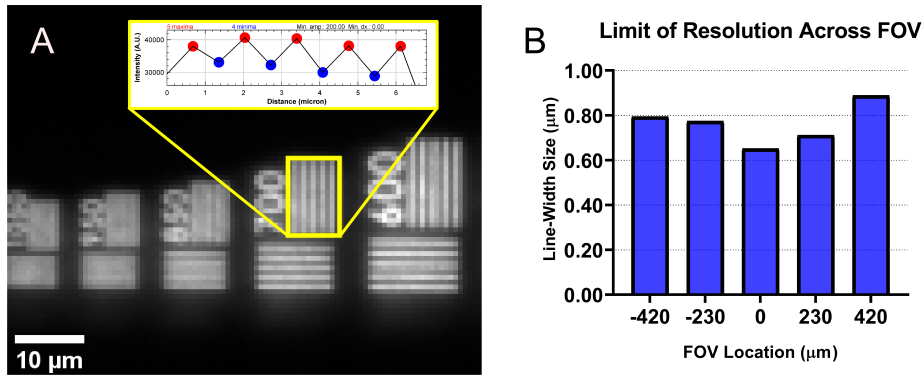 A
5 maxima 4 minima Min. amp.: 200.00 Min. dx.: 0.00
40000
30000
Intensity (A.U.)
0 1 2 3 4 5 6
Distance (micron)
10 µm
B
Limit of Resolution Across FOV
1.00
0.80
0.60
0.40
0.20
0.00
Line-Width Size (µm)
-420 -230 0 230 420
FOV Location (µm)